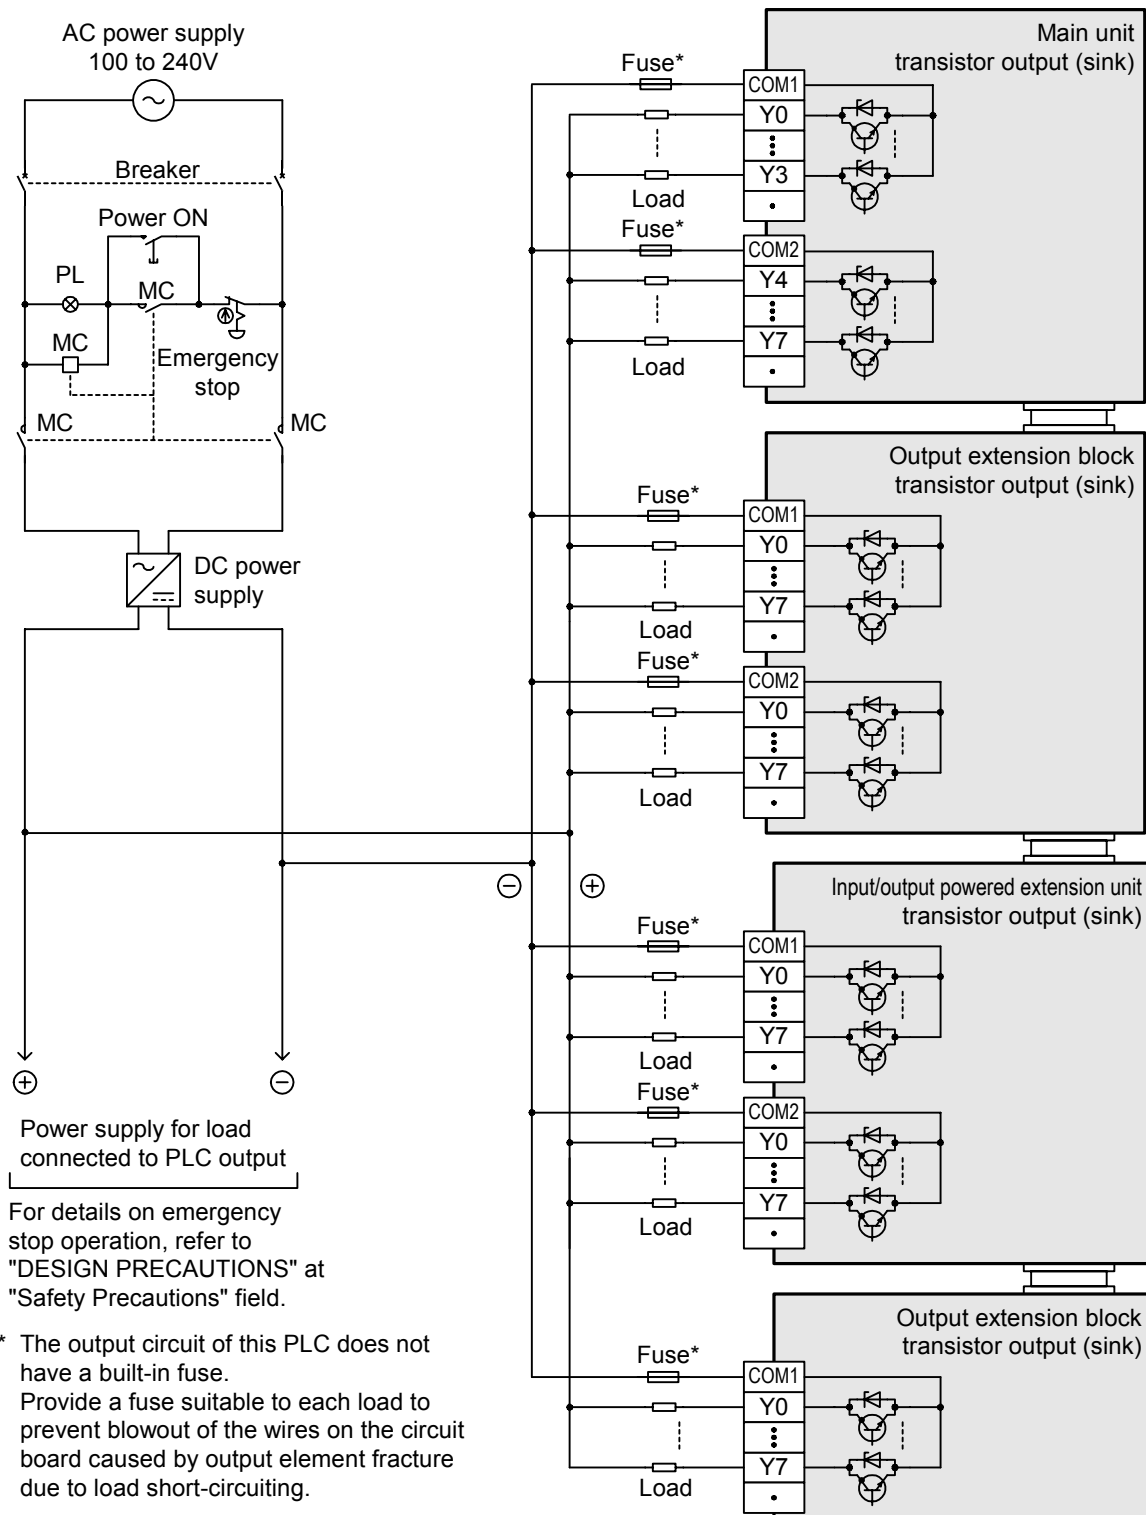 AC power supply
100 to 240V
Breaker
Power ON
PL
MC
MC
Emergency
stop
MC
MC
DC power
supply
Power supply for load
connected to PLC output
For details on emergency
stop operation, refer to
"DESIGN PRECAUTIONS" at
"Safety Precautions" field.
* The output circuit of this PLC does not
have a built-in fuse.
Provide a fuse suitable to each load to
prevent blowout of the wires on the circuit
board caused by output element fracture
due to load short-circuiting.
Main unit
transistor output (sink)
Fuse*
COM1
Y0
Y3
Load
Fuse*
COM2
Y4
Y7
Load
Output extension block
transistor output (sink)
Fuse*
COM1
Y0
Y7
Load
Fuse*
COM2
Y0
Y7
Load
Input/output powered extension unit
transistor output (sink)
Fuse*
COM1
Y0
Y7
Load
Fuse*
COM2
Y0
Y7
Load
Output extension block
transistor output (sink)
Fuse*
COM1
Y0
Y7
Load